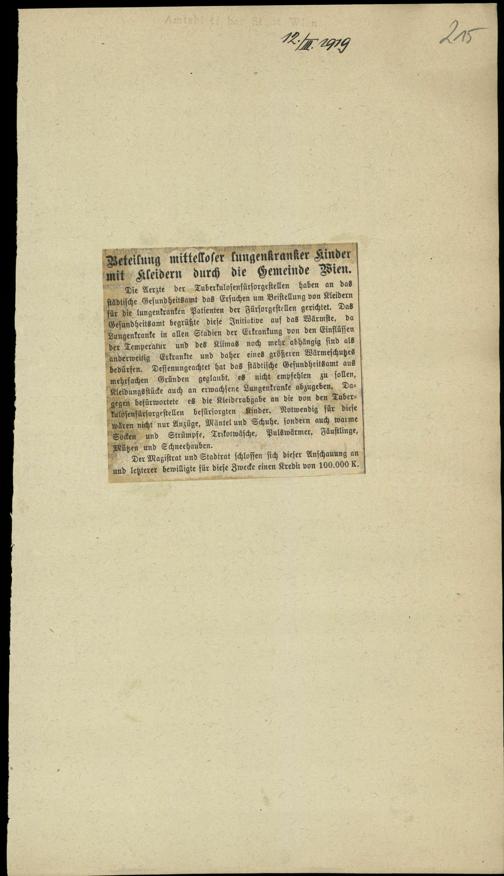 Amtsblatt der Stadt Wien
12./III. 1919
215
Beteilung mittelloser lungenkranker Kinder
mit Kleidern durch die Gemeinde Wien.
Die Aerzte der Tuberkulosenfürsorgestellen haben an das
städtische Gesundheitsamt das Ersuchen um Beistellung von Kleidern
für die lungenkranken Patienten der Fürsorgestellen gerichtet. Das
Gesundheitsamt begrüßte diese Initiative auf das Wärmste, da
Lungenkranke in allen Stadien der Erkrankung von den Einflüssen
der Temperatur und des Klimas noch mehr abhängig sind als
anderweitig Erkrankte und daher eines größeren Wärmeschutzes
bedürfen. Dessenungeachtet hat das städtische Gesundheitsamt aus
mehrfachen Gründen geglaubt, es nicht empfehlen zu sollen,
Kleidungsstücke auch an erwachsene Lungenkranke abzugeben. Da-
gegen befürwortete es die Kleiderabgabe an die von den Tuber-
kulosenfürsorgestellen befürsorgten Kinder. Notwendig für diese
wären nicht nur Anzüge, Mäntel und Schuhe, sondern auch warme
Socken und Strümpfe, Trikotwäsche, Pulswärmer, Fäustlinge,
Mützen und Schneehauben.
Der Magistrat und Stadtrat schlossen sich dieser Anschauung an
und letzterer bewilligte für diese Zwecke einen Kredit von 100.000 K.